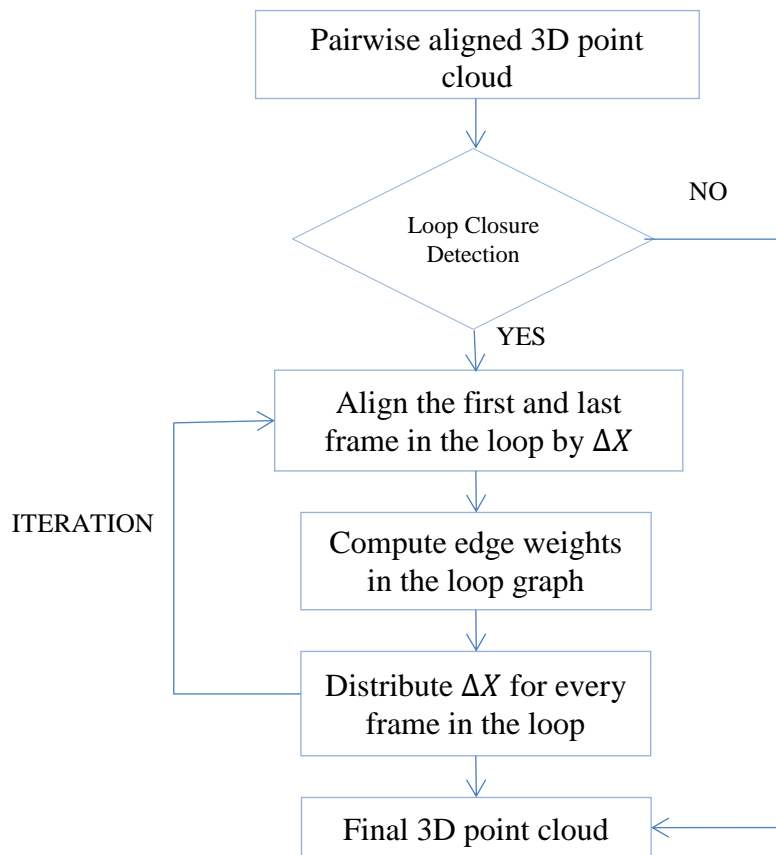 Pairwise aligned 3D point
cloud
NO
Loop Closure
Detection
YES
Align the first and last
frame in the loop by Δ𝑋
ITERATION
Compute edge weights
in the loop graph
Distribute Δ𝑋 for every
frame in the loop
Final 3D point cloud